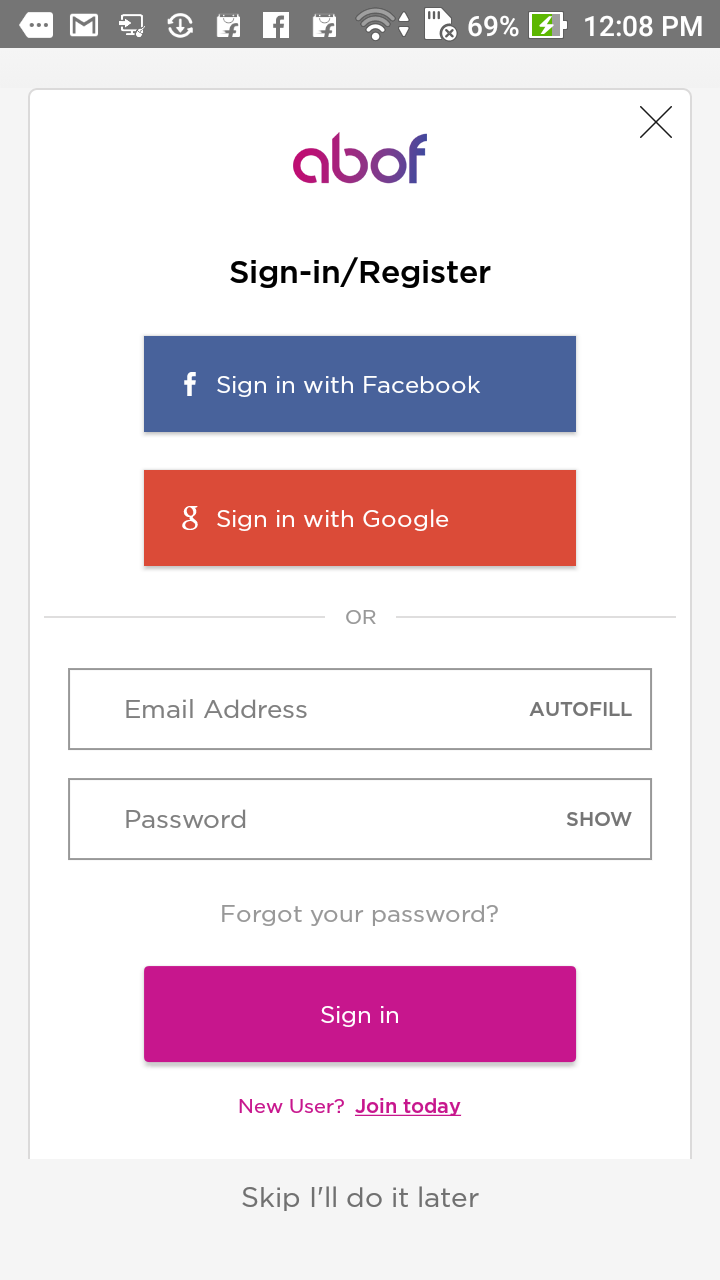 69% 12:08 PM
abof
Sign-in/Register
f Sign in with Facebook
g Sign in with Google
OR
Email Address AUTOFILL
Password SHOW
Forgot your password?
Sign in
New User? Join today
Skip I'll do it later